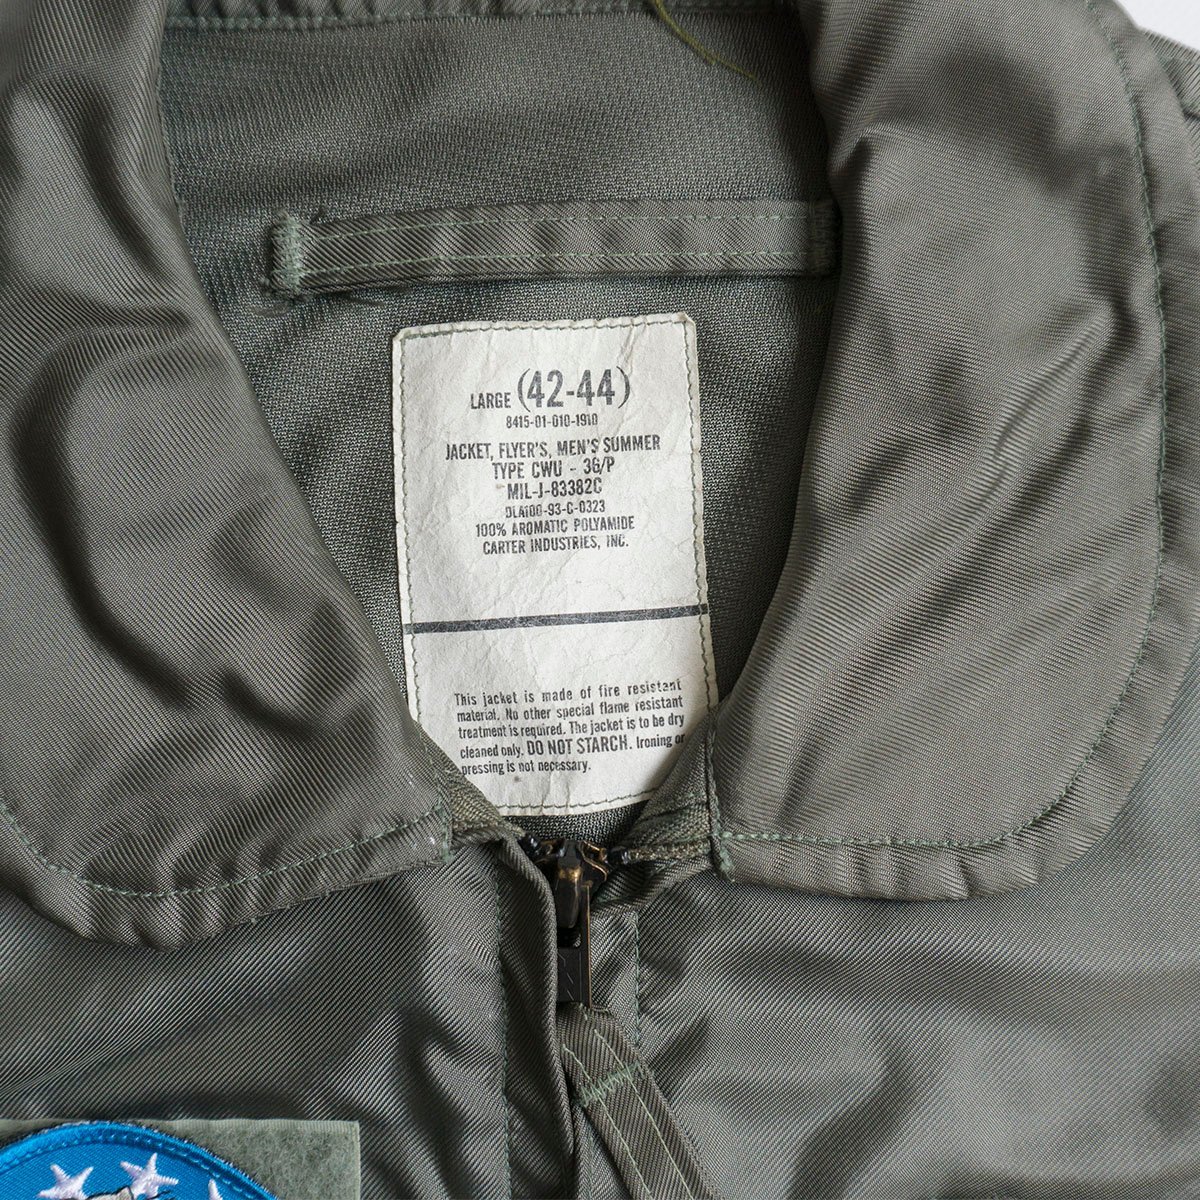 LARGE (42-44)
8415-01-010-1910
JACKET, FLYER'S, MEN'S SUMMER
TYPE CWU - 36/P
MIL-J-83382C
DLA100-93-C-0323
100% AROMATIC POLYAMIDE
CARTER INDUSTRIES, INC.
This jacket is made of fire resistant
material. No other special flame resistant
treatment is required. The jacket is to be dry
cleaned only. DO NOT STARCH. Ironing or
pressing is not necessary.